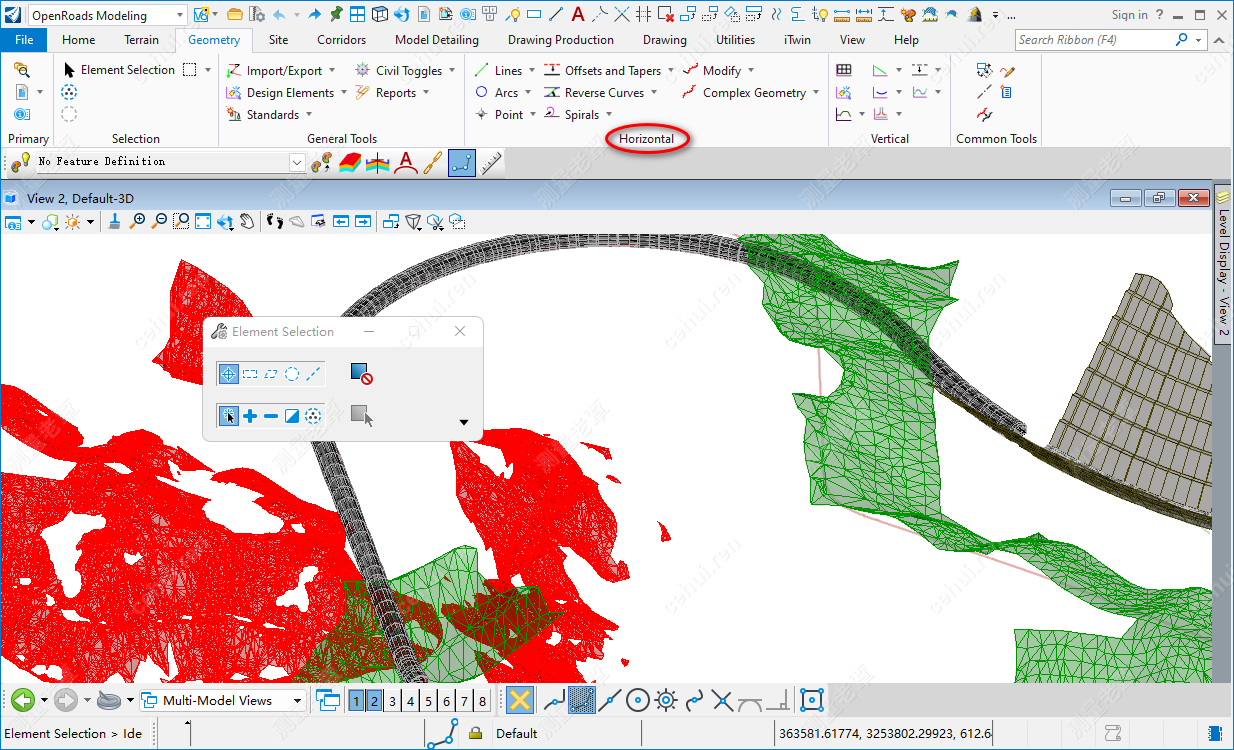 OpenRoads Modeling
Sign in ?
File Home Terrain Geometry Site Corridors Model Detailing Drawing Production Drawing Utilities iTwin View Help
Search Ribbon (F4)
Element Selection
Import/Export
Civil Toggles
Lines
Offsets and Tapers
Modify
Design Elements
Reports
Arcs
Reverse Curves
Complex Geometry
Standards
Point
Spirals
Primary
Selection
General Tools
Horizontal
Vertical
Common Tools
No Feature Definition
View 2, Default-3D
Level Display - View 2
Element Selection
Multi-Model Views
1 2 3 4 5 6 7 8
Element Selection > Ide
Default
363581.61774, 3253802.29923, 612.6
cehui.ren